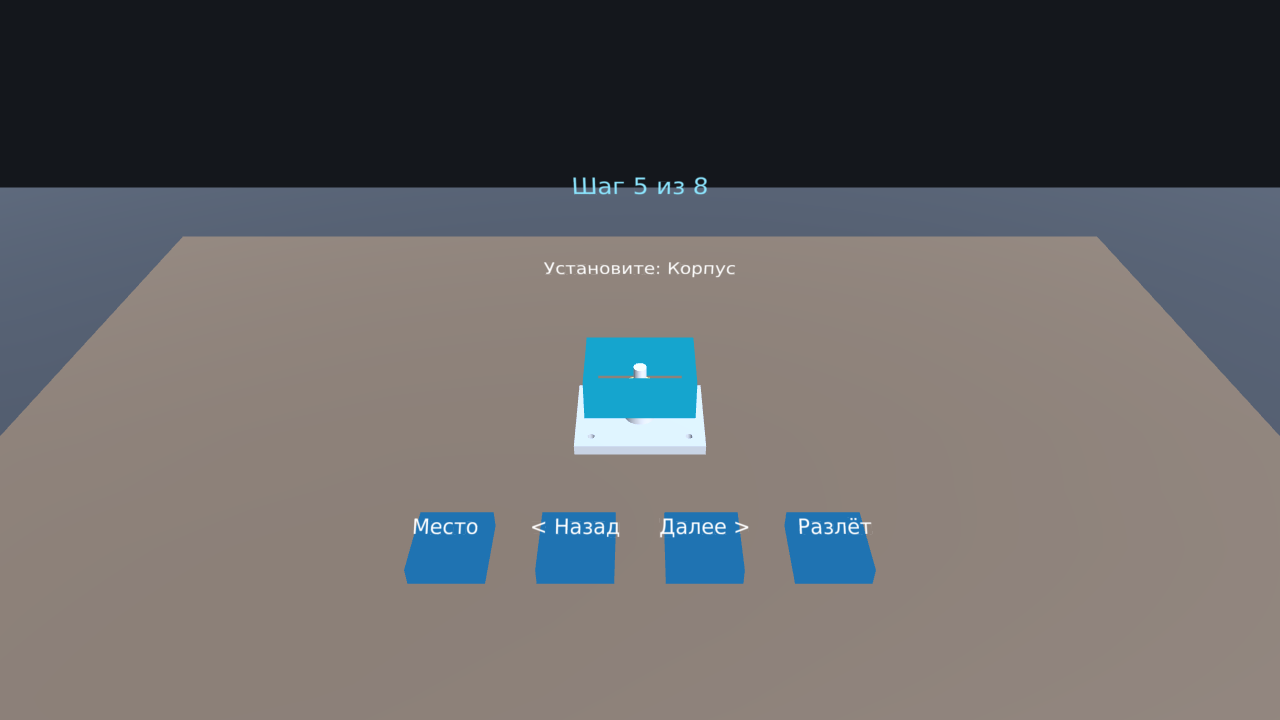 Шаг 5 из 8
Установите: Корпус
Место
< Назад
Далее >
Разлёт